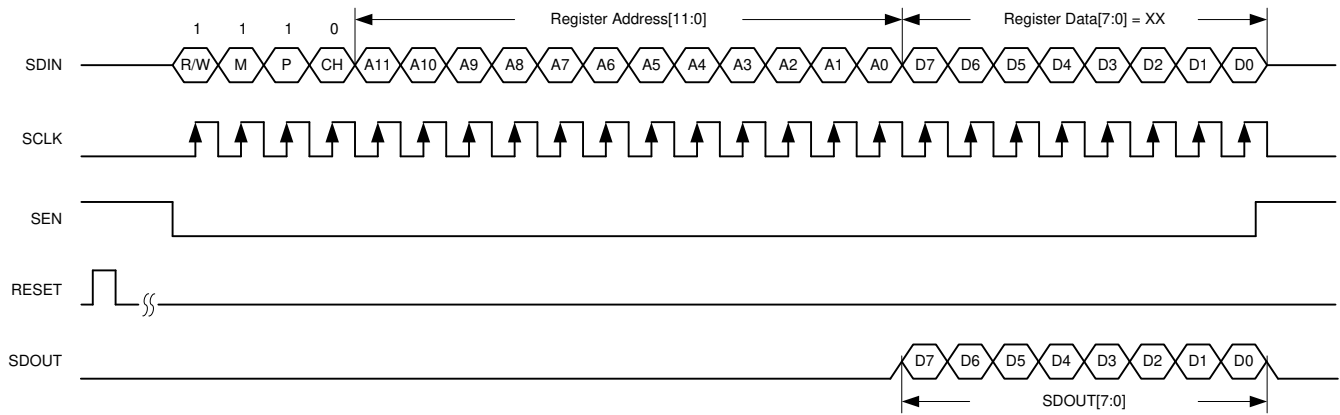 1 1 1 0 Register Address[11:0] Register Data[7:0] = XX
SDIN R/W M P CH A11 A10 A9 A8 A7 A6 A5 A4 A3 A2 A1 A0 D7 D6 D5 D4 D3 D2 D1 D0
SCLK
SEN
RESET
SDOUT D7 D6 D5 D4 D3 D2 D1 D0
SDOUT[7:0]